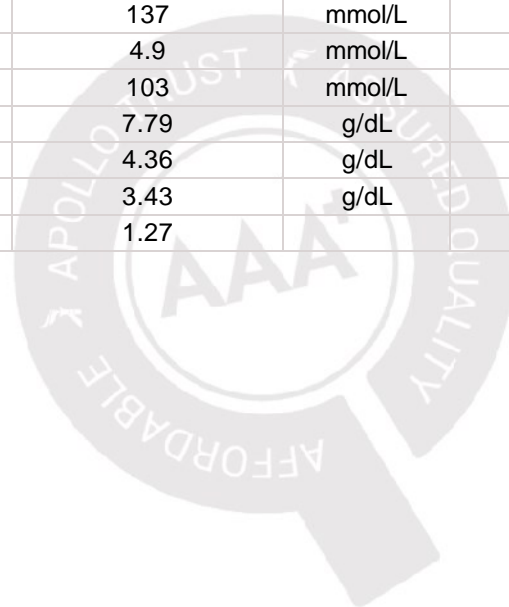 137 mmol/L
4.9 mmol/L
103 mmol/L
7.79 g/dL
4.36 g/dL
3.43 g/dL
1.27
APOLLO TRUST ASSURED QUALITY AFFORDABLE
AAA+